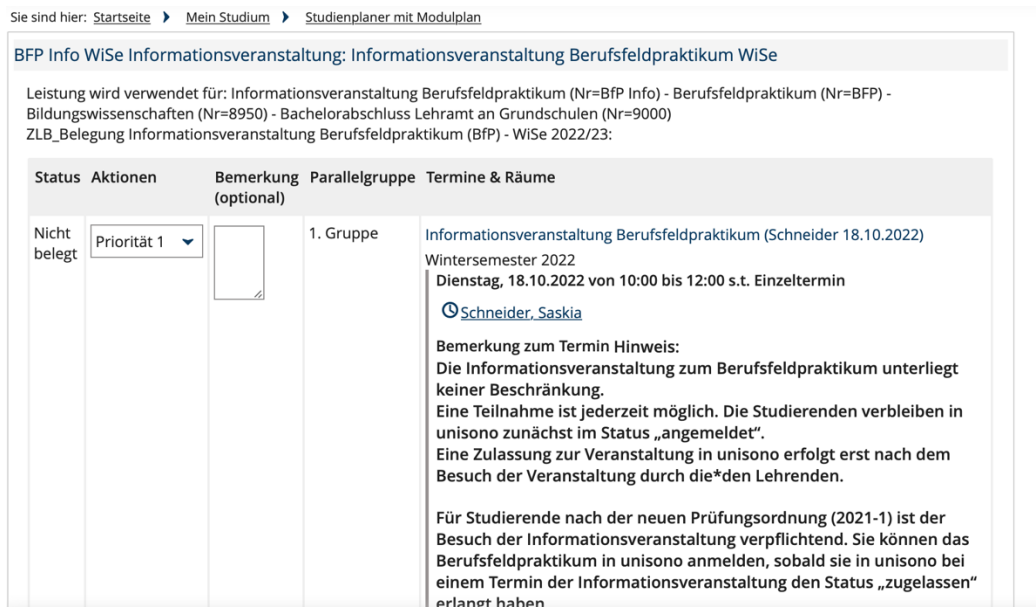 Sie sind hier: Startseite Mein Studium Studienplaner mit Modulplan
BFP Info WiSe Informationsveranstaltung: Informationsveranstaltung Berufsfeldpraktikum WiSe
Leistung wird verwendet für: Informationsveranstaltung Berufsfeldpraktikum (Nr=BfP Info) - Berufsfeldpraktikum (Nr=BFP) -
Bildungswissenschaften (Nr=8950) - Bachelorabschluss Lehramt an Grundschulen (Nr=9000)
ZLB_Belegung Informationsveranstaltung Berufsfeldpraktikum (BfP) - WiSe 2022/23:
Status Aktionen Bemerkung Parallelgruppe Termine & Räume
(optional)
Nicht
belegt
Priorität 1
1. Gruppe
Informationsveranstaltung Berufsfeldpraktikum (Schneider 18.10.2022)
Wintersemester 2022
Dienstag, 18.10.2022 von 10:00 bis 12:00 s.t. Einzeltermin
Schneider, Saskia
Bemerkung zum Termin Hinweis:
Die Informationsveranstaltung zum Berufsfeldpraktikum unterliegt
keiner Beschränkung.
Eine Teilnahme ist jederzeit möglich. Die Studierenden verbleiben in
unisono zunächst im Status „angemeldet“.
Eine Zulassung zur Veranstaltung in unisono erfolgt erst nach dem
Besuch der Veranstaltung durch die*den Lehrenden.
Für Studierende nach der neuen Prüfungsordnung (2021-1) ist der
Besuch der Informationsveranstaltung verpflichtend. Sie können das
Berufsfeldpraktikum in unisono anmelden, sobald sie in unisono bei
einem Termin der Informationsveranstaltung den Status „zugelassen“
erlangt haben